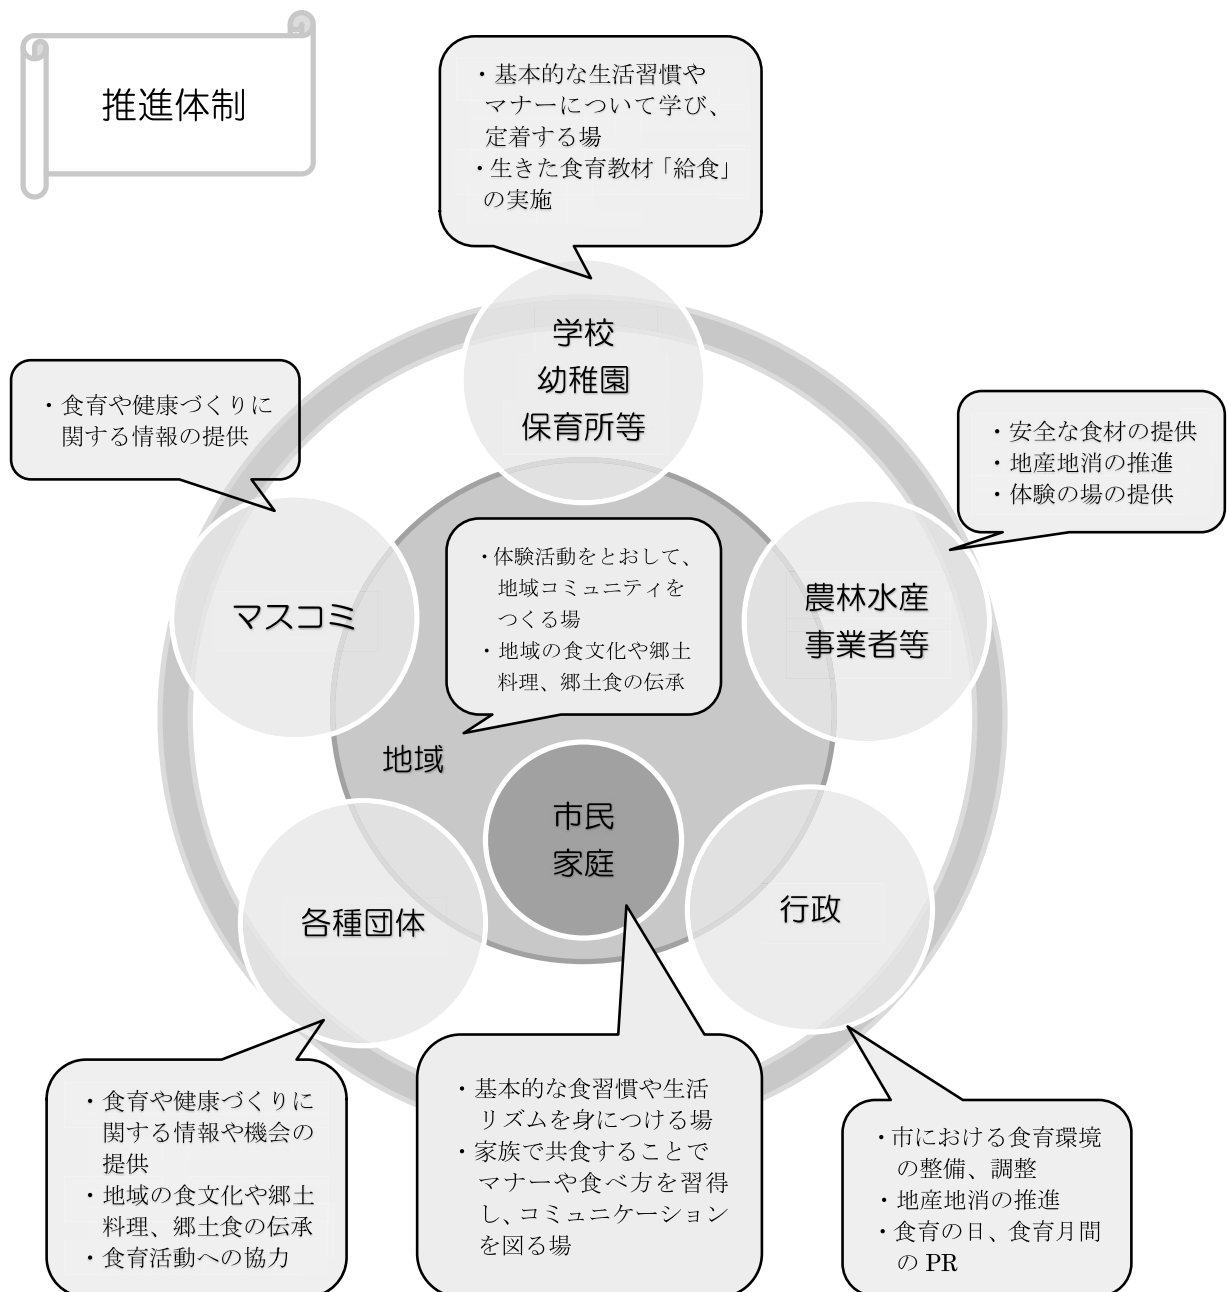 推進体制
・基本的な生活習慣や
マナーについて学び、
定着する場
・生きた食育教材「給食」
の実施
学校
幼稚園
保育所等
・食育や健康づくりに
関する情報の提供
マスコミ
・安全な食材の提供
・地産地消の推進
・体験の場の提供
農林水産
事業者等
・体験活動をとおして、
地域コミュニティを
つくる場
・地域の食文化や郷土
料理、郷土食の伝承
地域
市民
家庭
各種団体
行政
・食育や健康づくりに
関する情報や機会の
提供
・地域の食文化や郷土
料理、郷土食の伝承
・食育活動への協力
・基本的な食習慣や生活
リズムを身につける場
・家族で共食することで
マナーや食べ方を習得
し、コミュニケーション
を図る場
・市における食育環境
の整備、調整
・地産地消の推進
・食育の日、食育月間
の PR